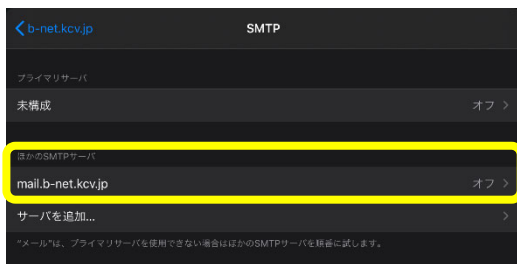 b-net.kcv.jp
SMTP
プライマリサーバ
未構成 オフ
ほかのSMTPサーバ
mail.b-net.kcv.jp オフ
サーバを追加...
"メール"は、プライマリサーバを使用できない場合はほかのSMTPサーバを順番に試します。